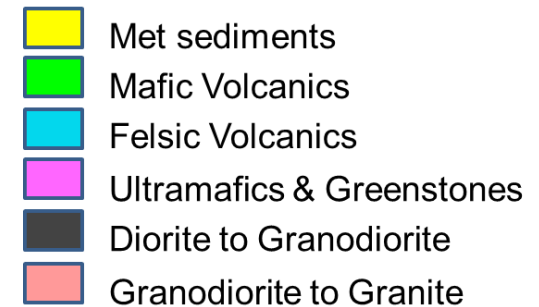 Met sediments
Mafic Volcanics
Felsic Volcanics
Ultramafics & Greenstones
Diorite to Granodiorite
Granodiorite to Granite